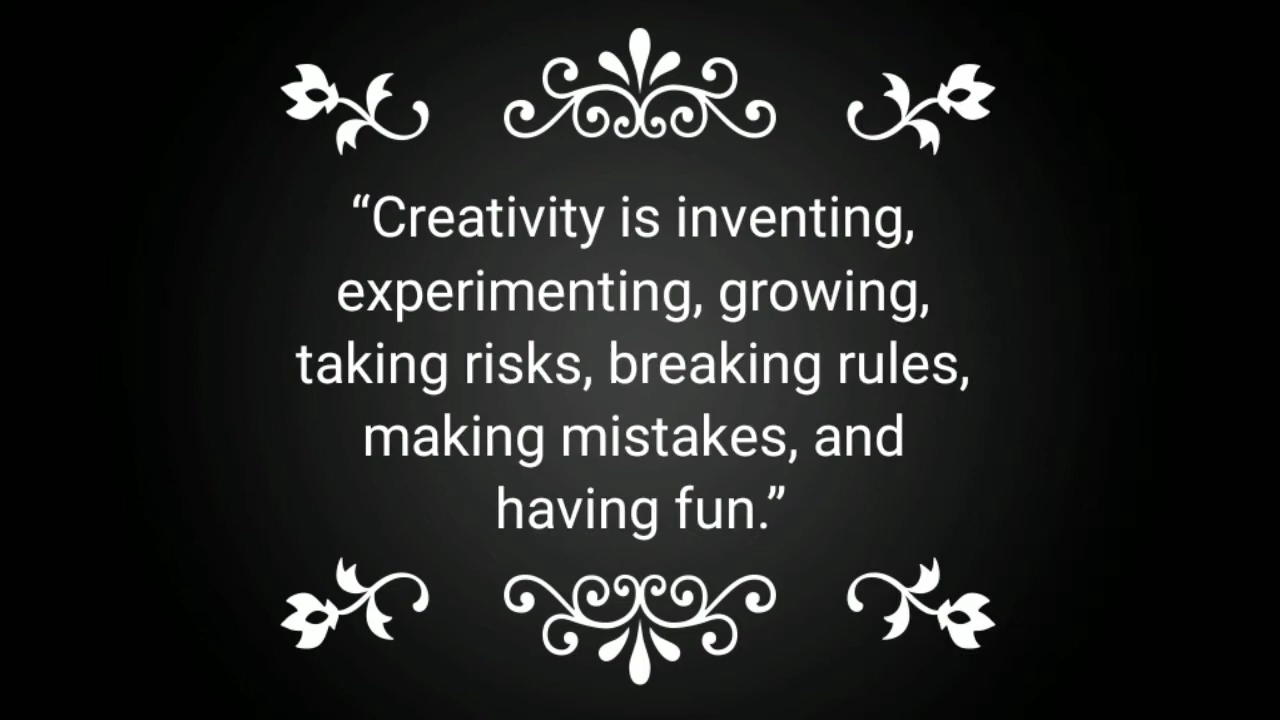 “Creativity is inventing,
experimenting, growing,
taking risks, breaking rules,
making mistakes, and
having fun.”